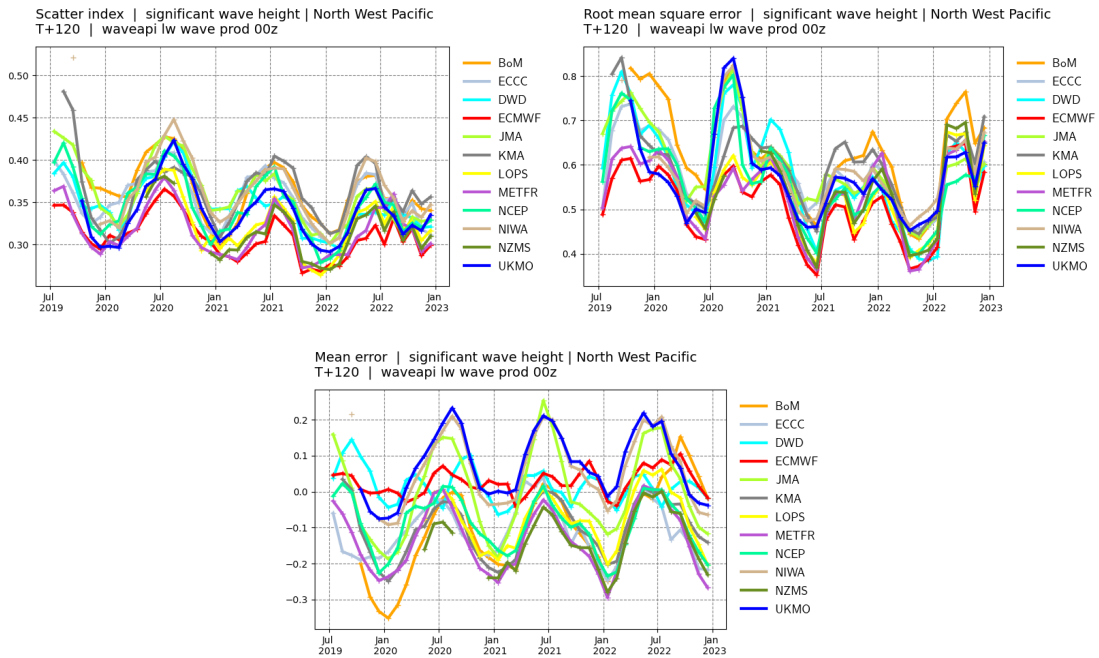 Scatter index | significant wave height | North West Pacific
T+120 | waveapi lw wave prod 00z
0.50
0.45
0.40
0.35
0.30
Jul
2019
Jan
2020
Jul
2020
Jan
2021
Jul
2021
Jan
2022
Jul
2022
Jan
2023
BoM
ECCC
DWD
ECMWF
JMA
KMA
LOPS
METFR
NCEP
NIWA
NZMS
UKMO
Root mean square error | significant wave height | North West Pacific
T+120 | waveapi lw wave prod 00z
0.8
0.7
0.6
0.5
0.4
Jul
2019
Jan
2020
Jul
2020
Jan
2021
Jul
2021
Jan
2022
Jul
2022
Jan
2023
BoM
ECCC
DWD
ECMWF
JMA
KMA
LOPS
METFR
NCEP
NIWA
NZMS
UKMO
Mean error | significant wave height | North West Pacific
T+120 | waveapi lw wave prod 00z
0.2
0.1
0.0
−0.1
−0.2
−0.3
Jul
2019
Jan
2020
Jul
2020
Jan
2021
Jul
2021
Jan
2022
Jul
2022
Jan
2023
BoM
ECCC
DWD
ECMWF
JMA
KMA
LOPS
METFR
NCEP
NIWA
NZMS
UKMO